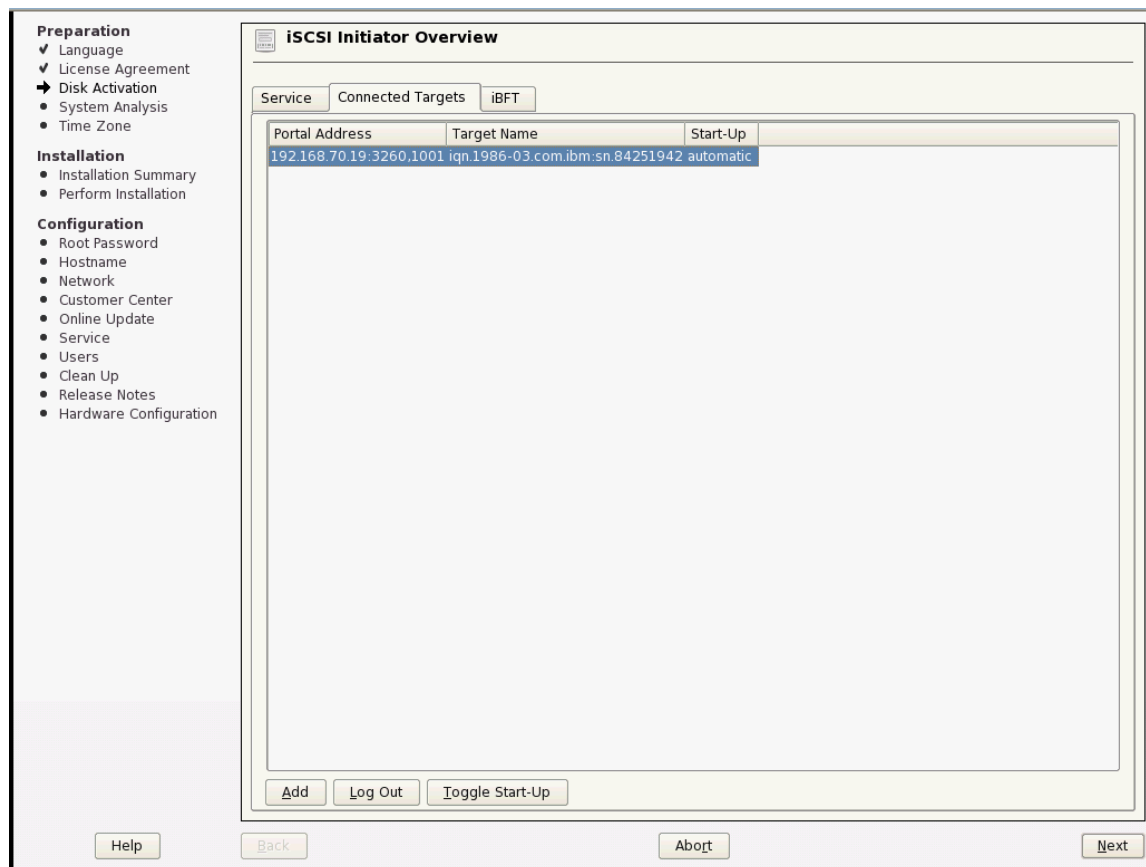 Preparation
Language
License Agreement
Disk Activation
System Analysis
Time Zone
Installation
Installation Summary
Perform Installation
Configuration
Root Password
Hostname
Network
Customer Center
Online Update
Service
Users
Clean Up
Release Notes
Hardware Configuration
iSCSI Initiator Overview
Service Connected Targets iBFT
Portal Address Target Name Start-Up
192.168.70.19:3260,1001 iqn.1986-03.com.ibm:sn.84251942 automatic
Add Log Out Toggle Start-Up
Help Back Abort Next